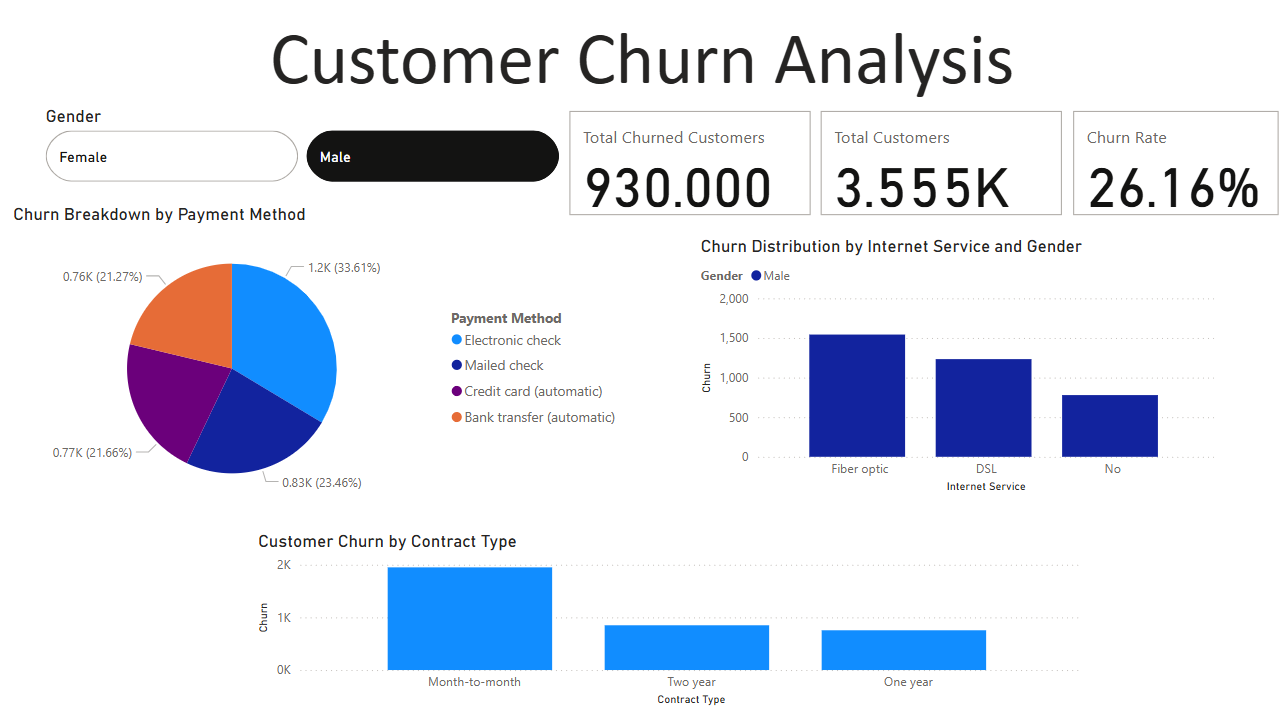 Customer Churn Analysis
Gender
Female
Male
Total Churned Customers
930.000
Total Customers
3.555K
Churn Rate
26.16%
Churn Breakdown by Payment Method
0.76K (21.27%)
1.2K (33.61%)
0.77K (21.66%)
0.83K (23.46%)
Payment Method
Electronic check
Mailed check
Credit card (automatic)
Bank transfer (automatic)
Churn Distribution by Internet Service and Gender
Gender
Male
2,000
1,500
1,000
500
0
Churn
Fiber optic
DSL
No
Internet Service
Customer Churn by Contract Type
2K
1K
0K
Churn
Month-to-month
Two year
One year
Contract Type